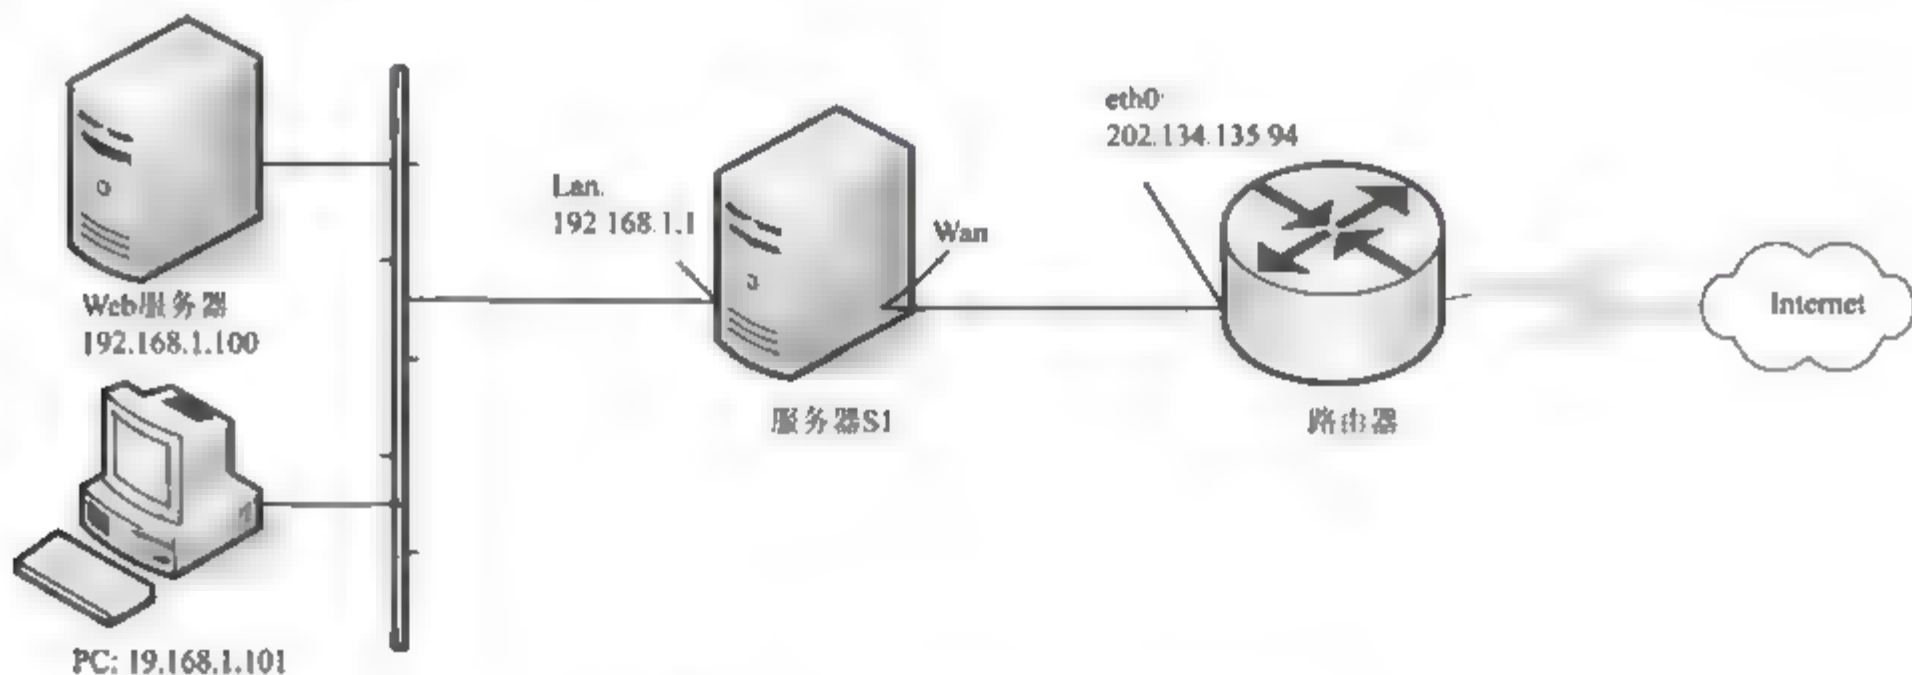 Web服务器
192.168.1.100
PC: 19.168.1.101
Lan.
192 168.1.1
服务器S1
Wan
eth0:
202.134.135 94
路由器
Internet